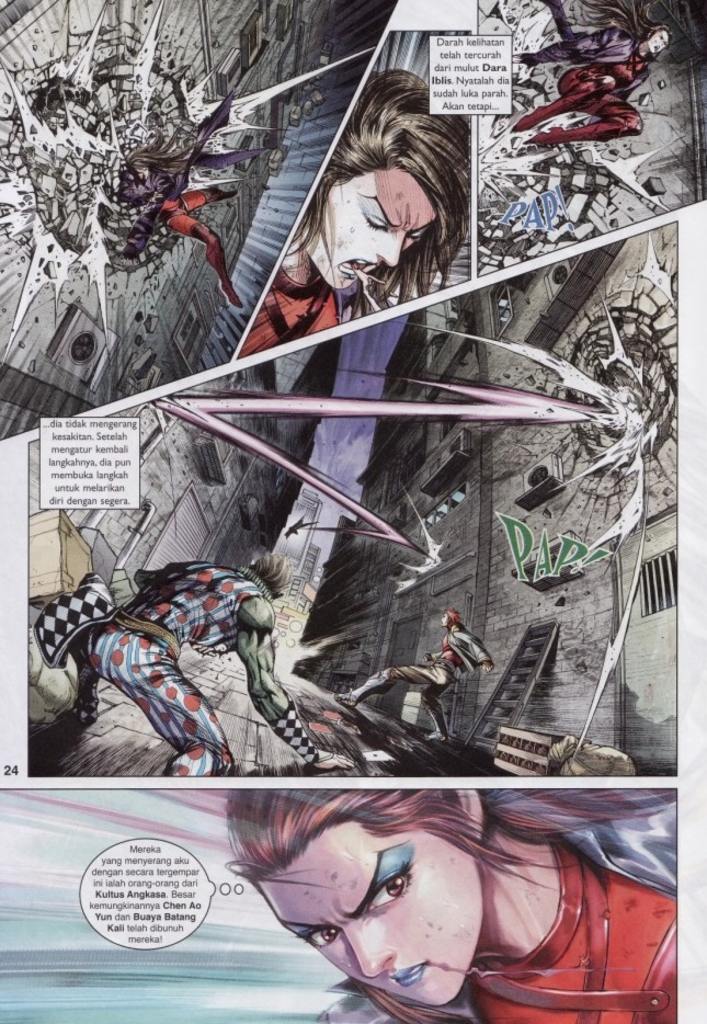 Darah kelihatan
telah tercurah
dari mulut Dara
Iblis. Nyatalah dia
sudah luka parah.
Akan tetapi...
PAP!
...dia tidak mengerang
kesakitan. Setelah
mengatur kembali
langkahnya, dia pun
membuka langkah
untuk melarikan
diri dengan segera.
PAP!
24
Mereka
yang menyerang aku
dengan secara tergempar
ini ialah orang-orang dari
Kultus Angkasa. Besar
kemungkinannya Chen Ao
Yun dan Buaya Batang
Kali telah dibunuh
mereka!